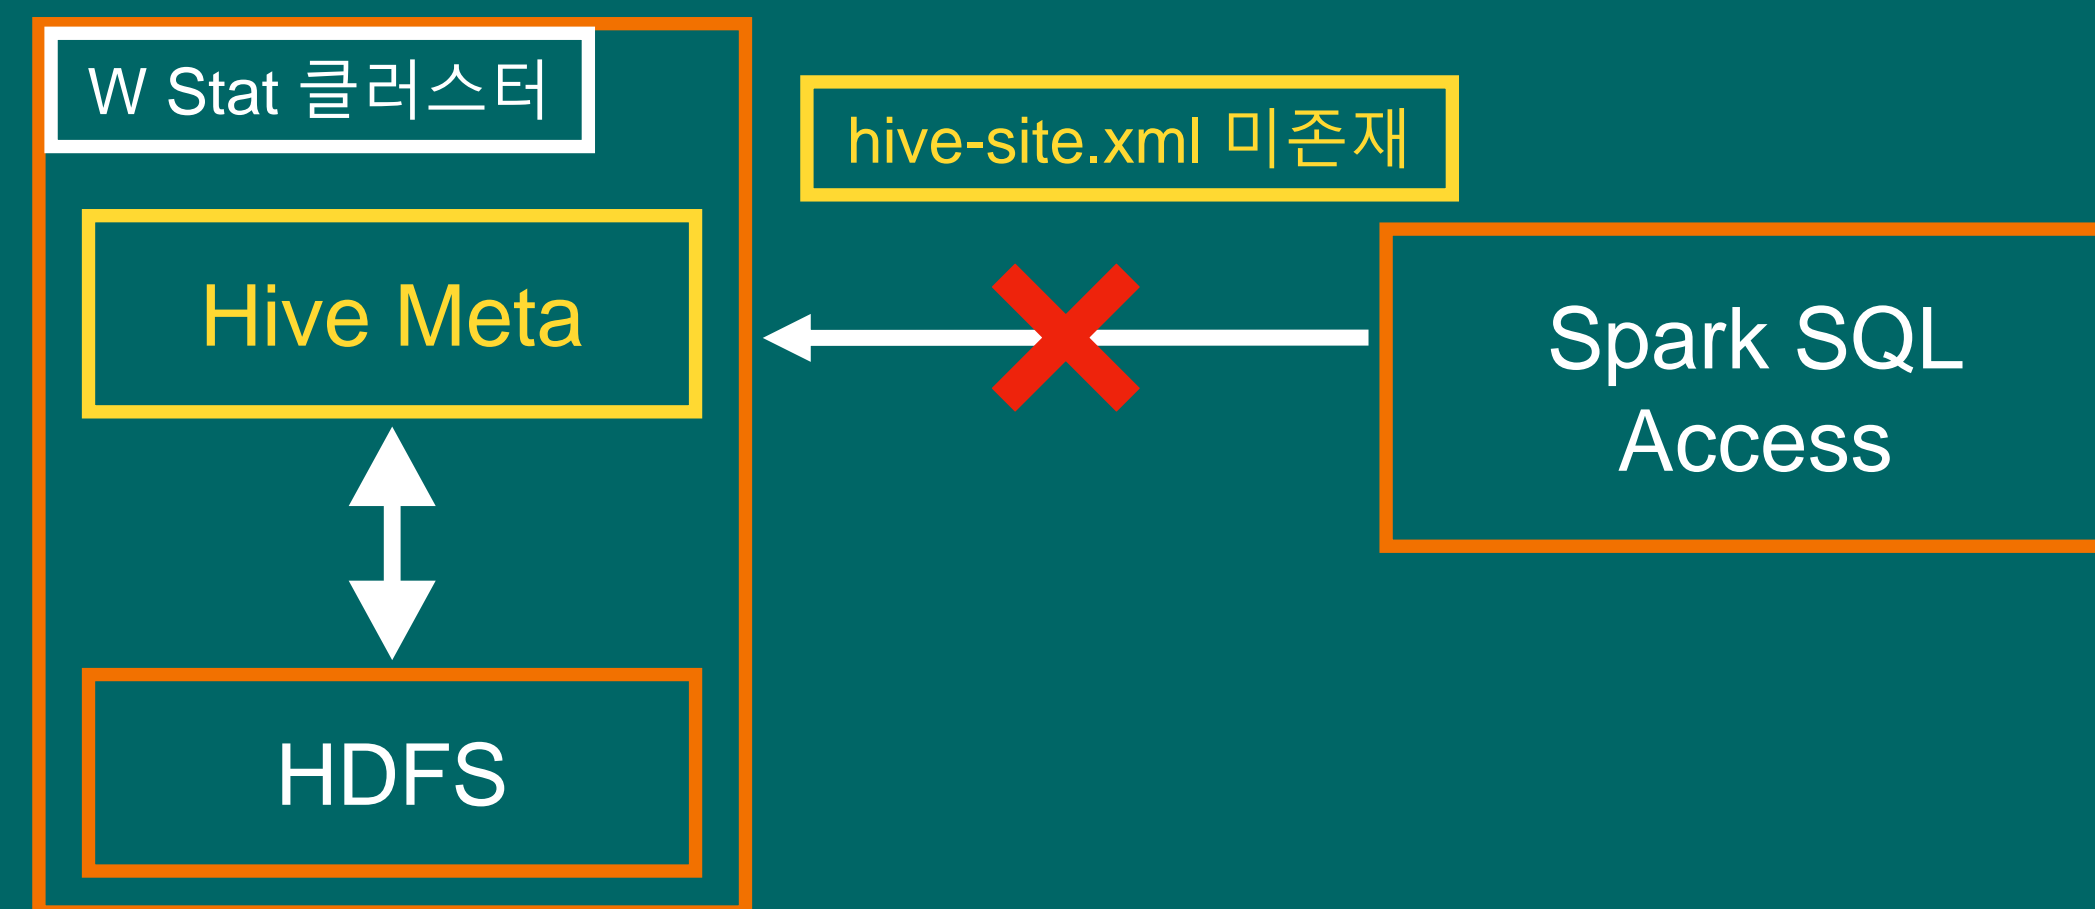 W Stat 클러스터
hive-site.xml 미존재
Hive Meta
Spark SQL
Access
HDFS